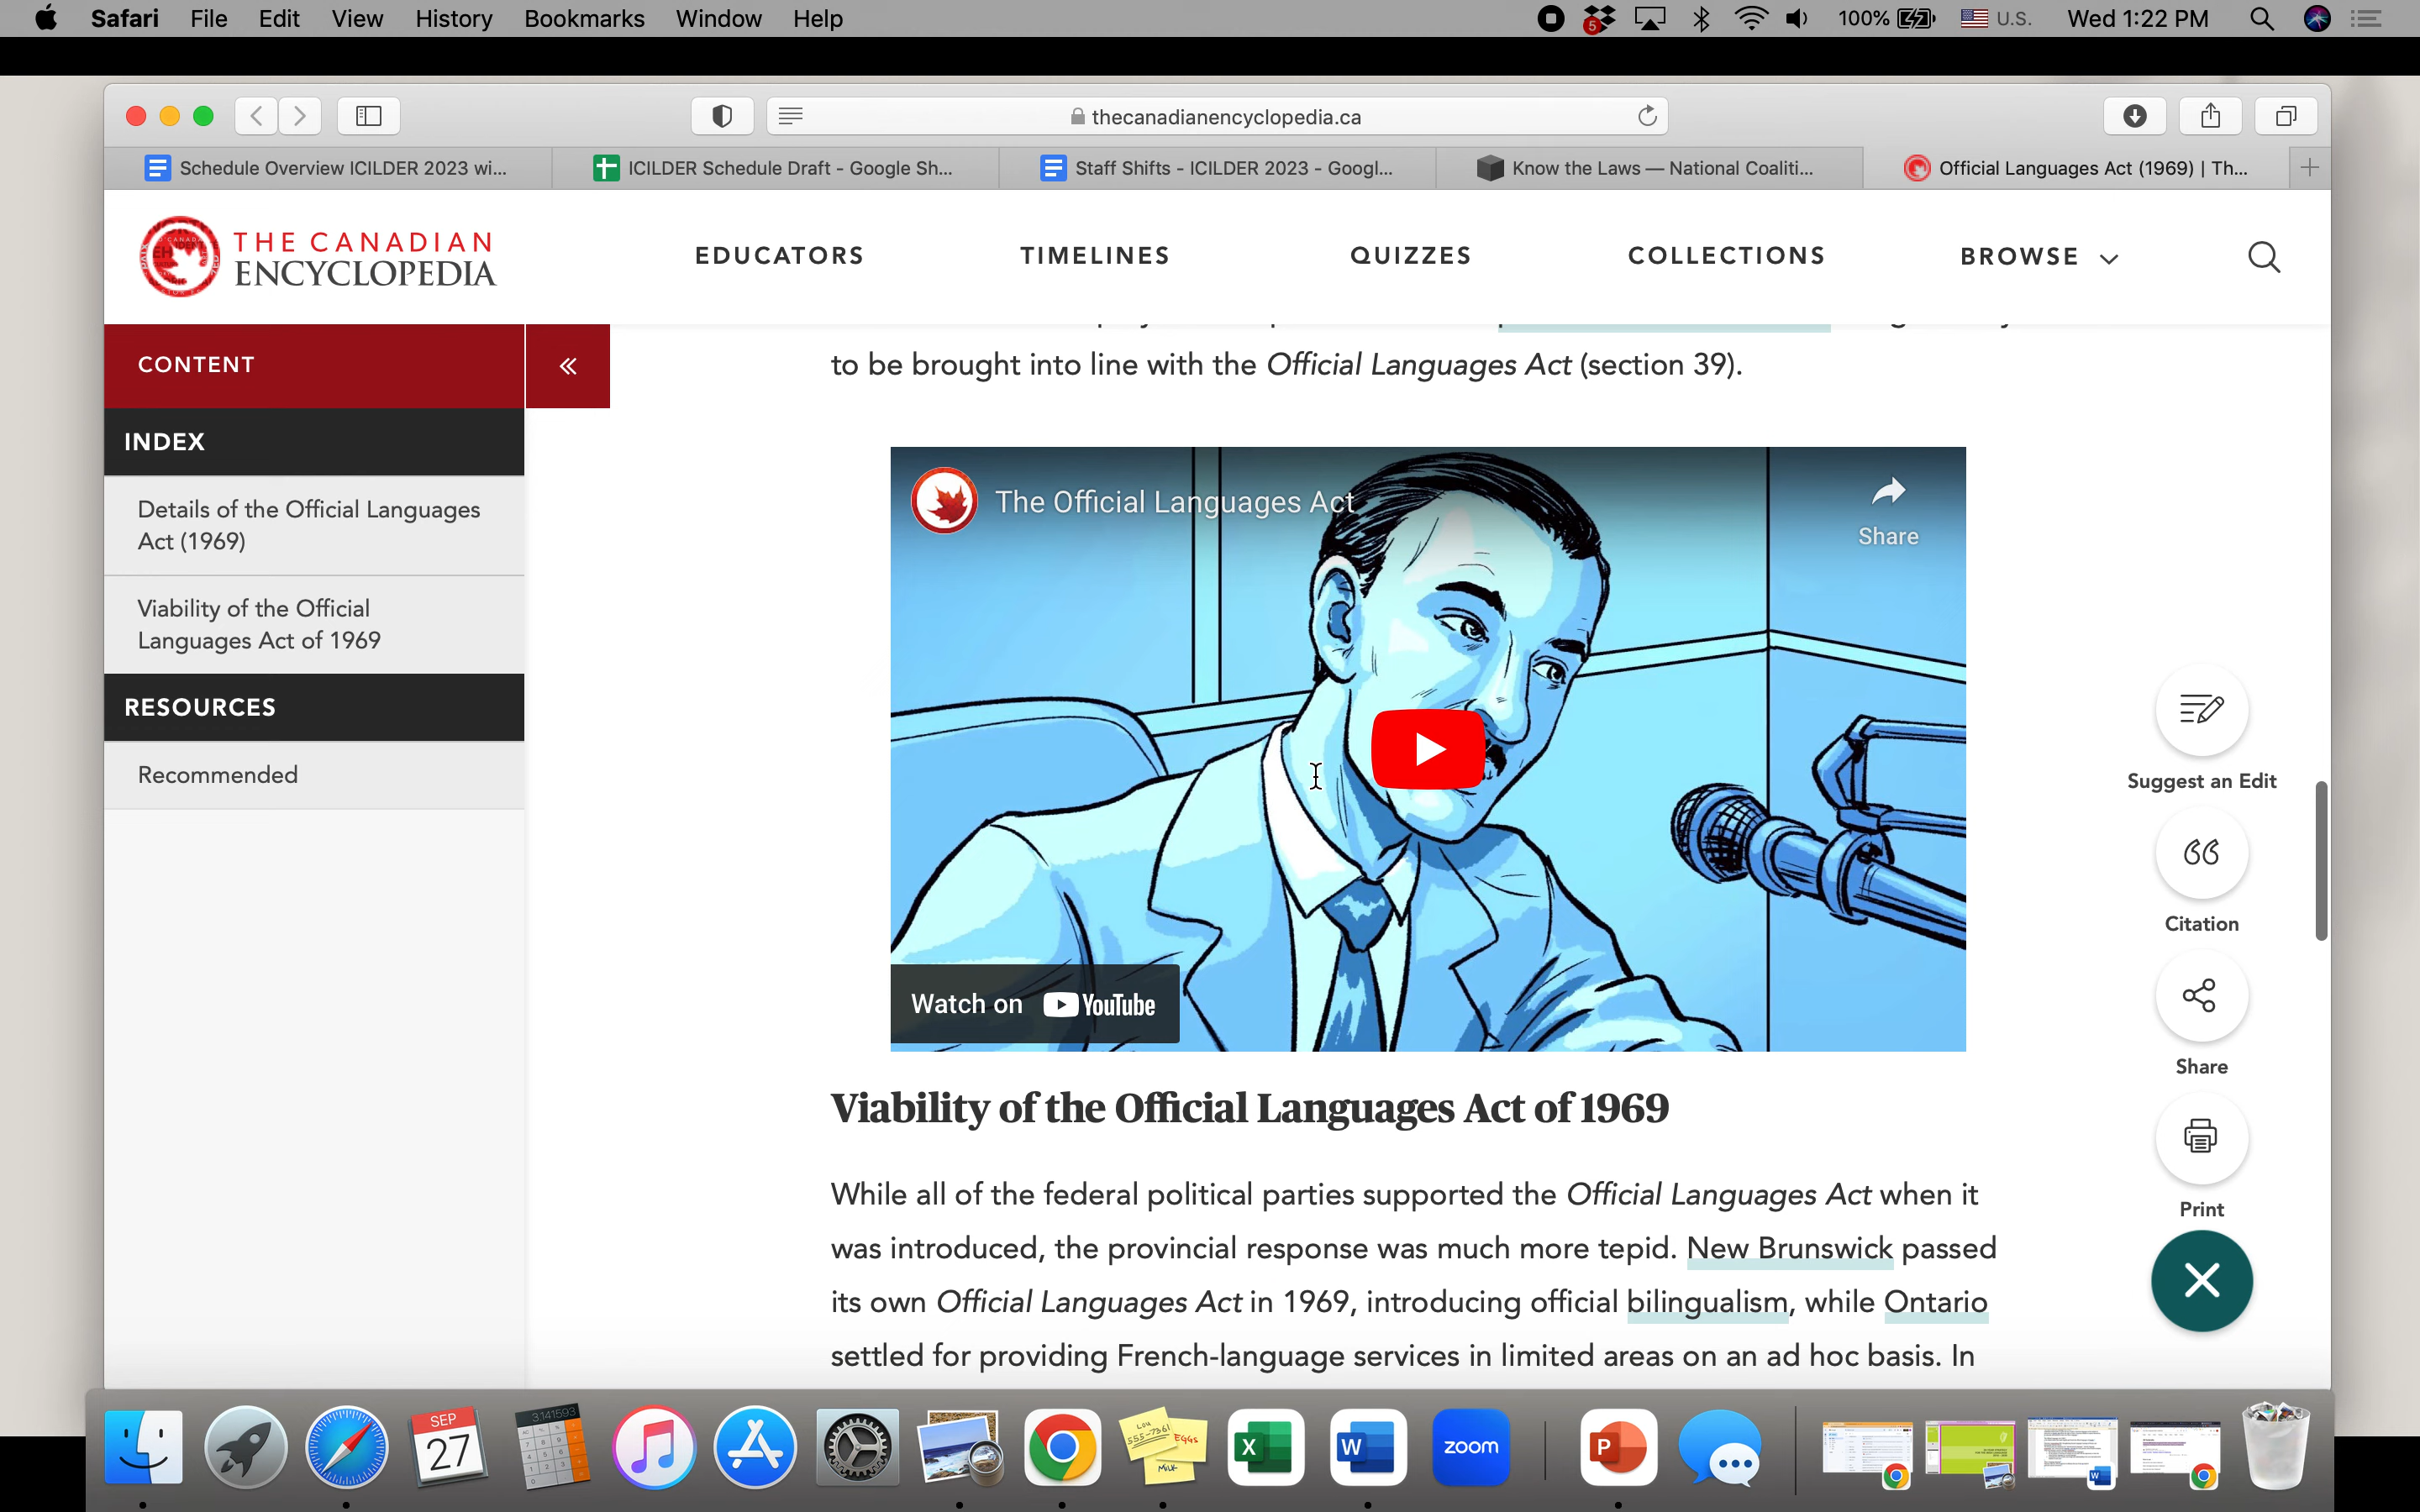 Safari File Edit View History Bookmarks Window Help 5 100% U.S. Wed 1:22 PM
thecanadianencyclopedia.ca
Schedule Overview ICILDER 2023 wi... ICILDER Schedule Draft - Google Sh... Staff Shifts - ICILDER 2023 - Googl... Know the Laws — National Coaliti... Official Languages Act (1969) | Th...
THE CANADIAN
ENCYCLOPEDIA
EDUCATORS TIMELINES QUIZZES COLLECTIONS BROWSE
CONTENT
INDEX
Details of the Official Languages
Act (1969)
Viability of the Official
Languages Act of 1969
RESOURCES
Recommended
to be brought into line with the Official Languages Act (section 39).
The Official Languages Act
Share
Watch on YouTube
Viability of the Official Languages Act of 1969
While all of the federal political parties supported the Official Languages Act when it
was introduced, the provincial response was much more tepid. New Brunswick passed
its own Official Languages Act in 1969, introducing official bilingualism, while Ontario
settled for providing French-language services in limited areas on an ad hoc basis. In
Suggest an Edit
Citation
Share
Print
SEP
27
3.141593
LOU
555-7361
EGGS
MILK
X
W
zoom
P